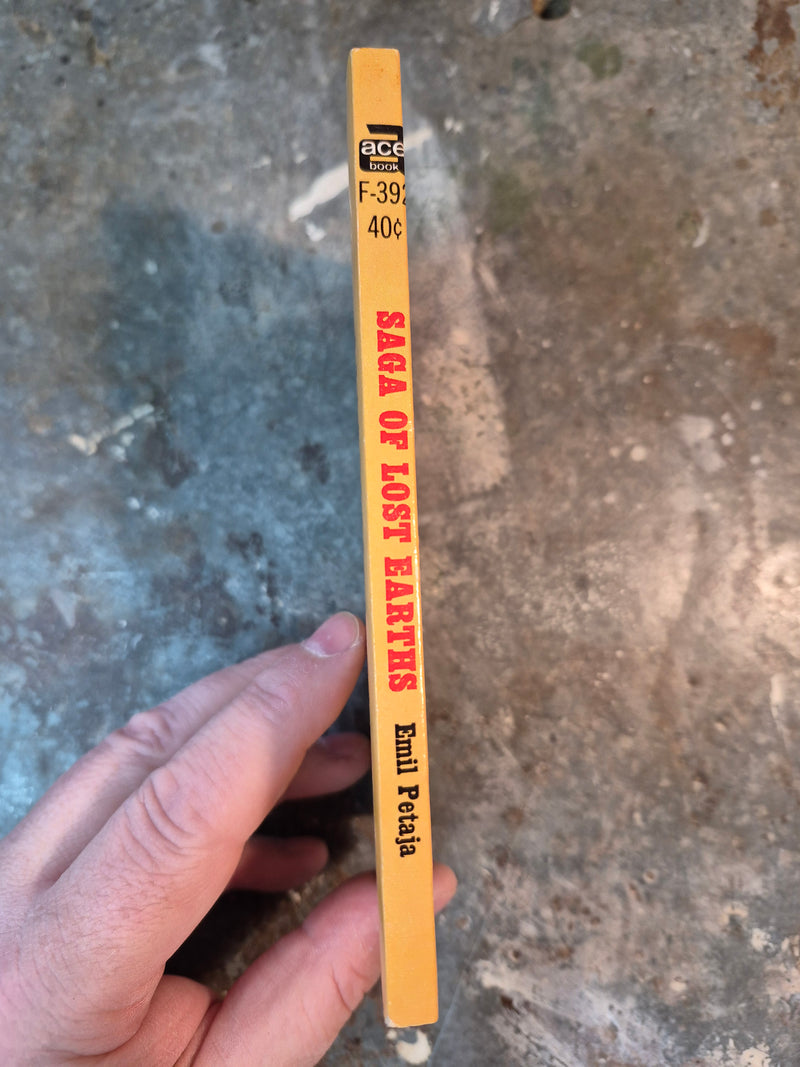 ace
book
F-392
40¢
SAGA OF LOST EARTHS
Emil Petaja